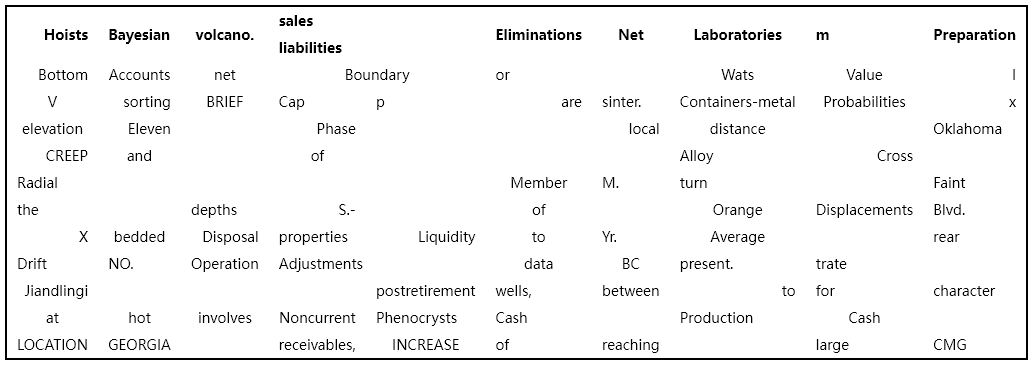 Hoists Bayesian volcano. sales liabilities Eliminations Net Laboratories m Preparation
Bottom Accounts net Boundary or Wats Value l
V sorting BRIEF Cap p are sinter. Containers-metal Probabilities x
elevation Eleven Phase local distance Oklahoma
CREEP and of Alloy Cross
Radial Member M. turn Faint
the depths S.- of Orange Displacements Blvd.
X bedded Disposal properties Liquidity to Yr. Average rear
Drift NO. Operation Adjustments data BC present. trate
Jiandlingi postretirement wells, between to for character
at hot involves Noncurrent Phenocrysts Cash Production Cash
LOCATION GEORGIA receivables, INCREASE of reaching large CMG